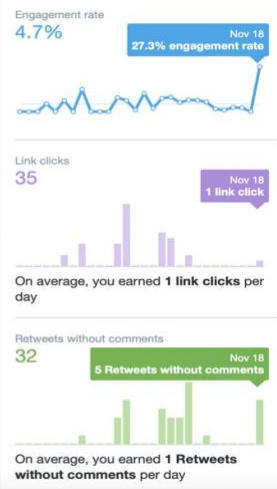 Engagement rate
4.7%
Nov 18
27.3% engagement rate
Link clicks
35
Nov 18
1 link click
On average, you earned 1 link clicks per
day
Retweets without comments
32
Nov 18
5 Retweets without comments
On average, you earned 1 Retweets
without comments per day